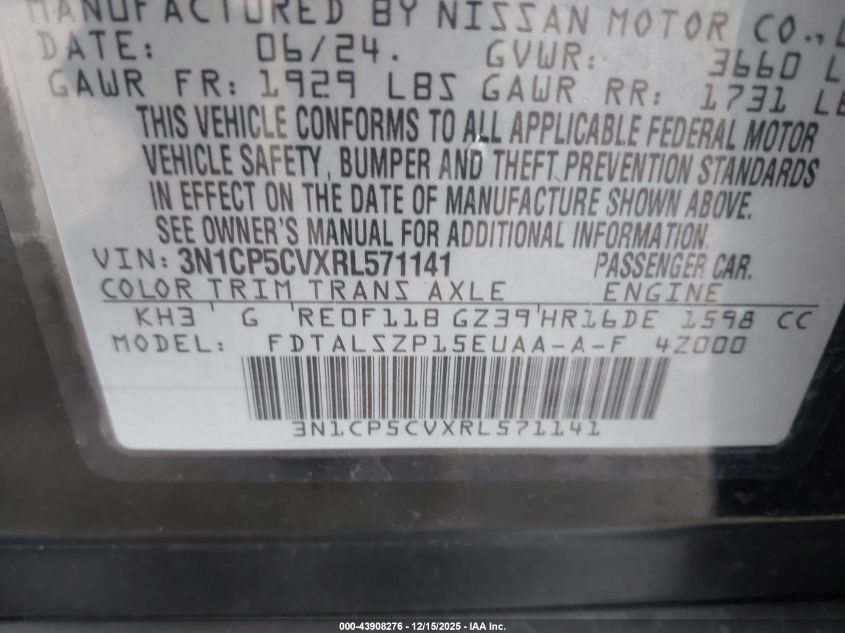 MANUFACTURED BY NISSAN MOTOR CO.,
DATE: 06/24. GVWR: 3660 L
GAWR FR: 1929 LBS GAWR RR: 1731 LB
THIS VEHICLE CONFORMS TO ALL APPLICABLE FEDERAL MOTOR
VEHICLE SAFETY, BUMPER AND THEFT PREVENTION STANDARDS
IN EFFECT ON THE DATE OF MANUFACTURE SHOWN ABOVE.
SEE OWNER'S MANUAL FOR ADDITIONAL INFORMATION.
VIN: 3N1CP5CVXRL571141 PASSENGER CAR.
COLOR TRIM TRANS AXLE ENGINE
KH3 G RE0F11B GZ39 HR16DE 1598 CC
MODEL: FDTALSZP15EUAA-A-F 4Z000
3N1CP5CVXRL571141
000-43908276 - 12/15/2025 - IAA Inc.